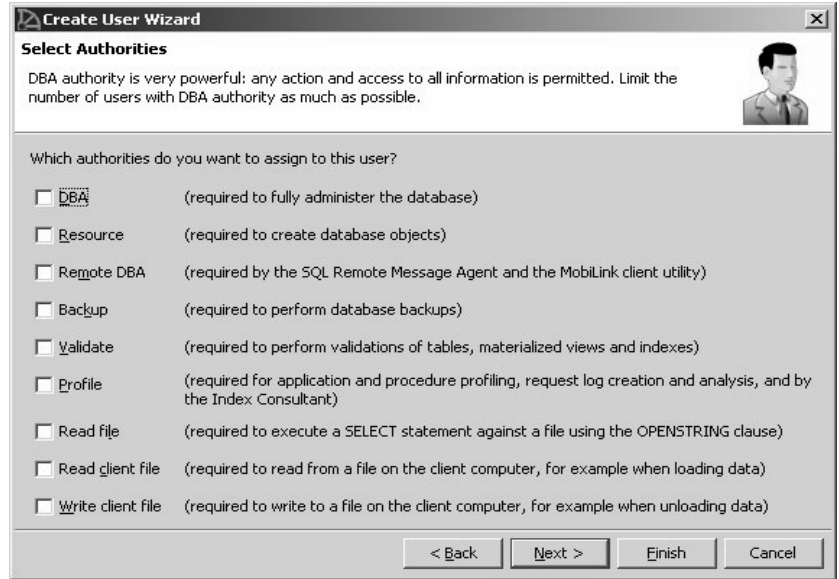 Create User Wizard
Select Authorities
DBA authority is very powerful: any action and access to all information is permitted. Limit the
number of users with DBA authority as much as possible.
Which authorities do you want to assign to this user?
DBA (required to fully administer the database)
Resource (required to create database objects)
Remote DBA (required by the SQL Remote Message Agent and the MobiLink client utility)
Backup (required to perform database backups)
Validate (required to perform validations of tables, materialized views and indexes)
Profile (required for application and procedure profiling, request log creation and analysis, and by
the Index Consultant)
Read file (required to execute a SELECT statement against a file using the OPENSTRING clause)
Read client file (required to read from a file on the client computer, for example when loading data)
Write client file (required to write to a file on the client computer, for example when unloading data)
< Back Next > Finish Cancel